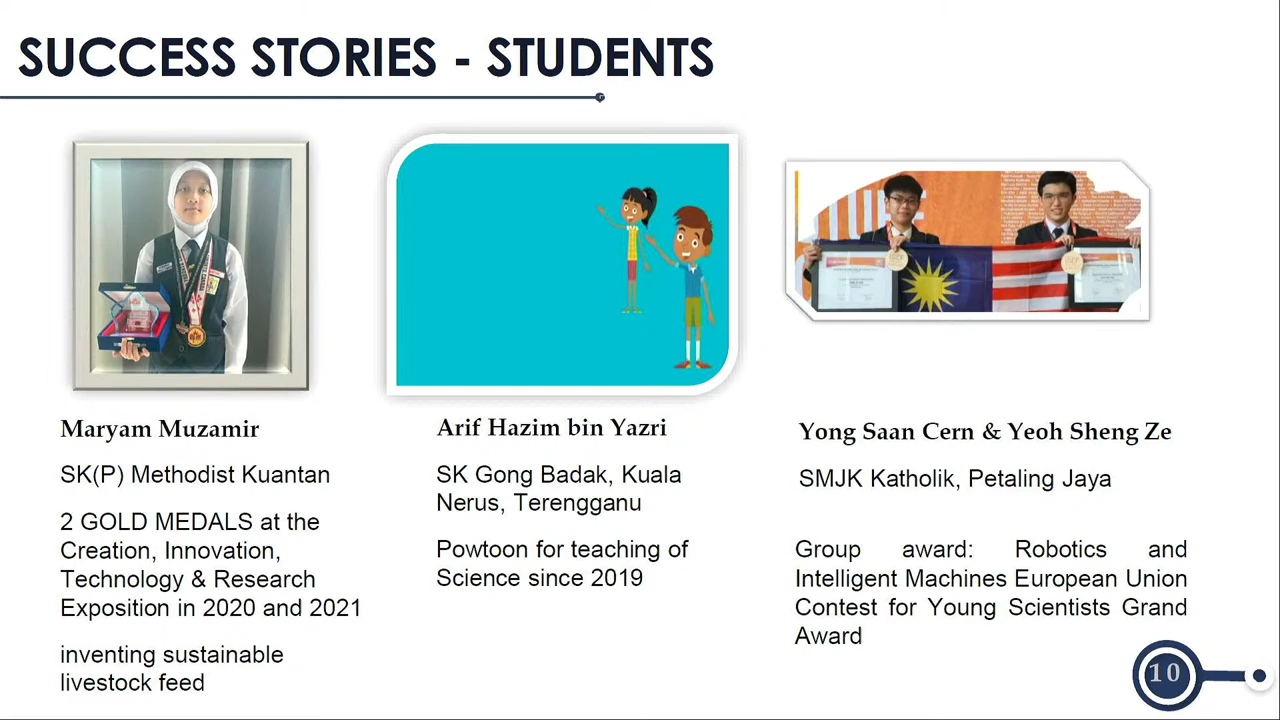 SUCCESS STORIES - STUDENTS
Maryam Muzamir
SK(P) Methodist Kuantan
2 GOLD MEDALS at the
Creation, Innovation,
Technology & Research
Exposition in 2020 and 2021
inventing sustainable
livestock feed
Arif Hazim bin Yazri
SK Gong Badak, Kuala
Nerus, Terengganu
Powtoon for teaching of
Science since 2019
Yong Saan Cern & Yeoh Sheng Ze
SMJK Katholik, Petaling Jaya
Group award: Robotics and
Intelligent Machines European Union
Contest for Young Scientists Grand
Award
10